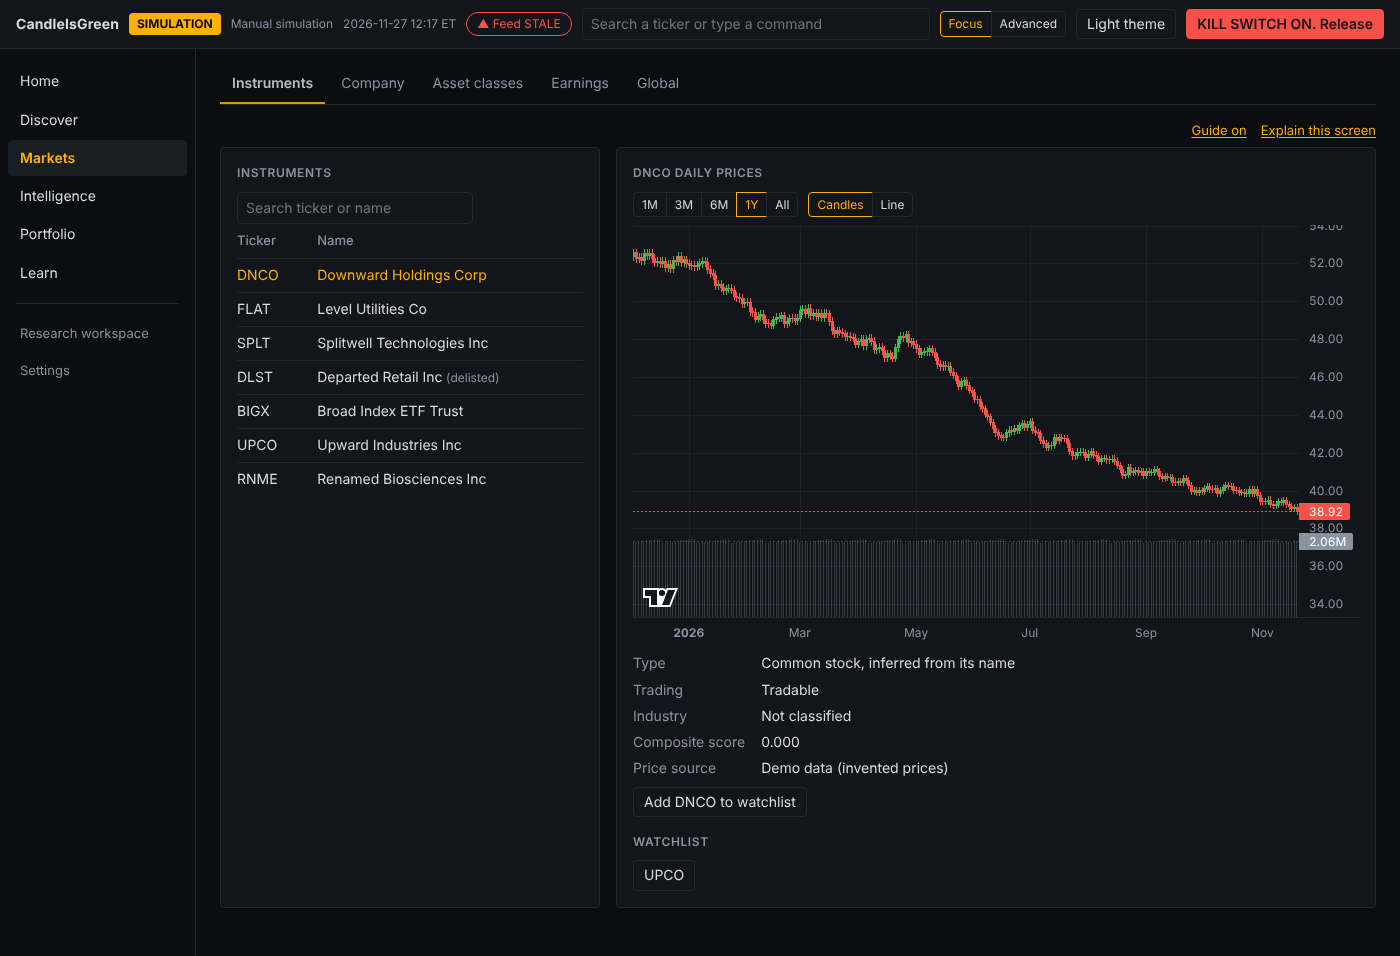 CandleIsGreen SIMULATION Manual simulation 2026-11-27 12:17 ET ▲ Feed STALE Search a ticker or type a command Focus Advanced Light theme KILL SWITCH ON. Release
Home
Discover
Markets
Intelligence
Portfolio
Learn
Research workspace
Settings
Instruments Company Asset classes Earnings Global
Guide on Explain this screen
INSTRUMENTS
Search ticker or name
Ticker Name
DNCO Downward Holdings Corp
FLAT Level Utilities Co
SPLT Splitwell Technologies Inc
DLST Departed Retail Inc (delisted)
BIGX Broad Index ETF Trust
UPCO Upward Industries Inc
RNME Renamed Biosciences Inc
DNCO DAILY PRICES
1M 3M 6M 1Y All Candles Line
54.00
52.00
50.00
48.00
46.00
44.00
42.00
40.00
38.92
38.00
2.06M
36.00
34.00
2026 Mar May Jul Sep Nov
Type Common stock, inferred from its name
Trading Tradable
Industry Not classified
Composite score 0.000
Price source Demo data (invented prices)
Add DNCO to watchlist
WATCHLIST
UPCO